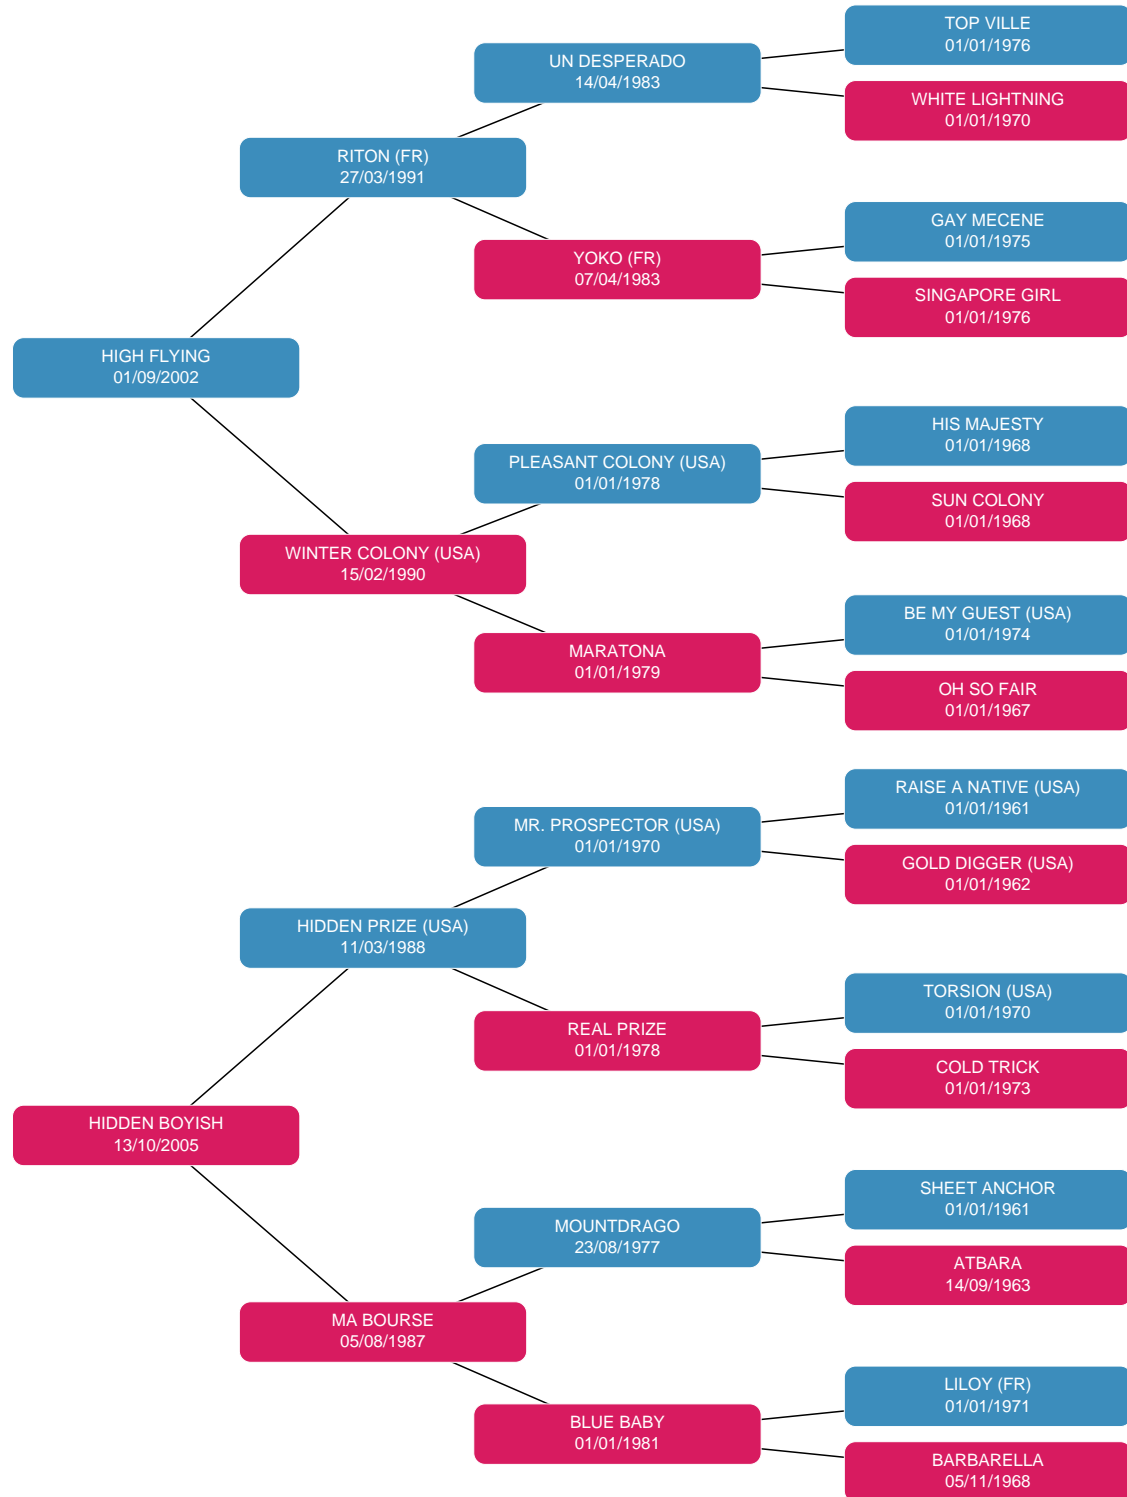 TOP VILLE
01/01/1976
UN DESPERADO
14/04/1983
WHITE LIGHTNING
01/01/1970
RITON (FR)
27/03/1991
GAY MECENE
01/01/1975
YOKO (FR)
07/04/1983
SINGAPORE GIRL
01/01/1976
HIGH FLYING
01/09/2002
HIS MAJESTY
01/01/1968
PLEASANT COLONY (USA)
01/01/1978
SUN COLONY
01/01/1968
WINTER COLONY (USA)
15/02/1990
BE MY GUEST (USA)
01/01/1974
MARATONA
01/01/1979
OH SO FAIR
01/01/1967
RAISE A NATIVE (USA)
01/01/1961
MR. PROSPECTOR (USA)
01/01/1970
GOLD DIGGER (USA)
01/01/1962
HIDDEN PRIZE (USA)
11/03/1988
TORSION (USA)
01/01/1970
REAL PRIZE
01/01/1978
COLD TRICK
01/01/1973
HIDDEN BOYISH
13/10/2005
SHEET ANCHOR
01/01/1961
MOUNTDRAGO
23/08/1977
ATBARA
14/09/1963
MA BOURSE
05/08/1987
LILOY (FR)
01/01/1971
BLUE BABY
01/01/1981
BARBARELLA
05/11/1968